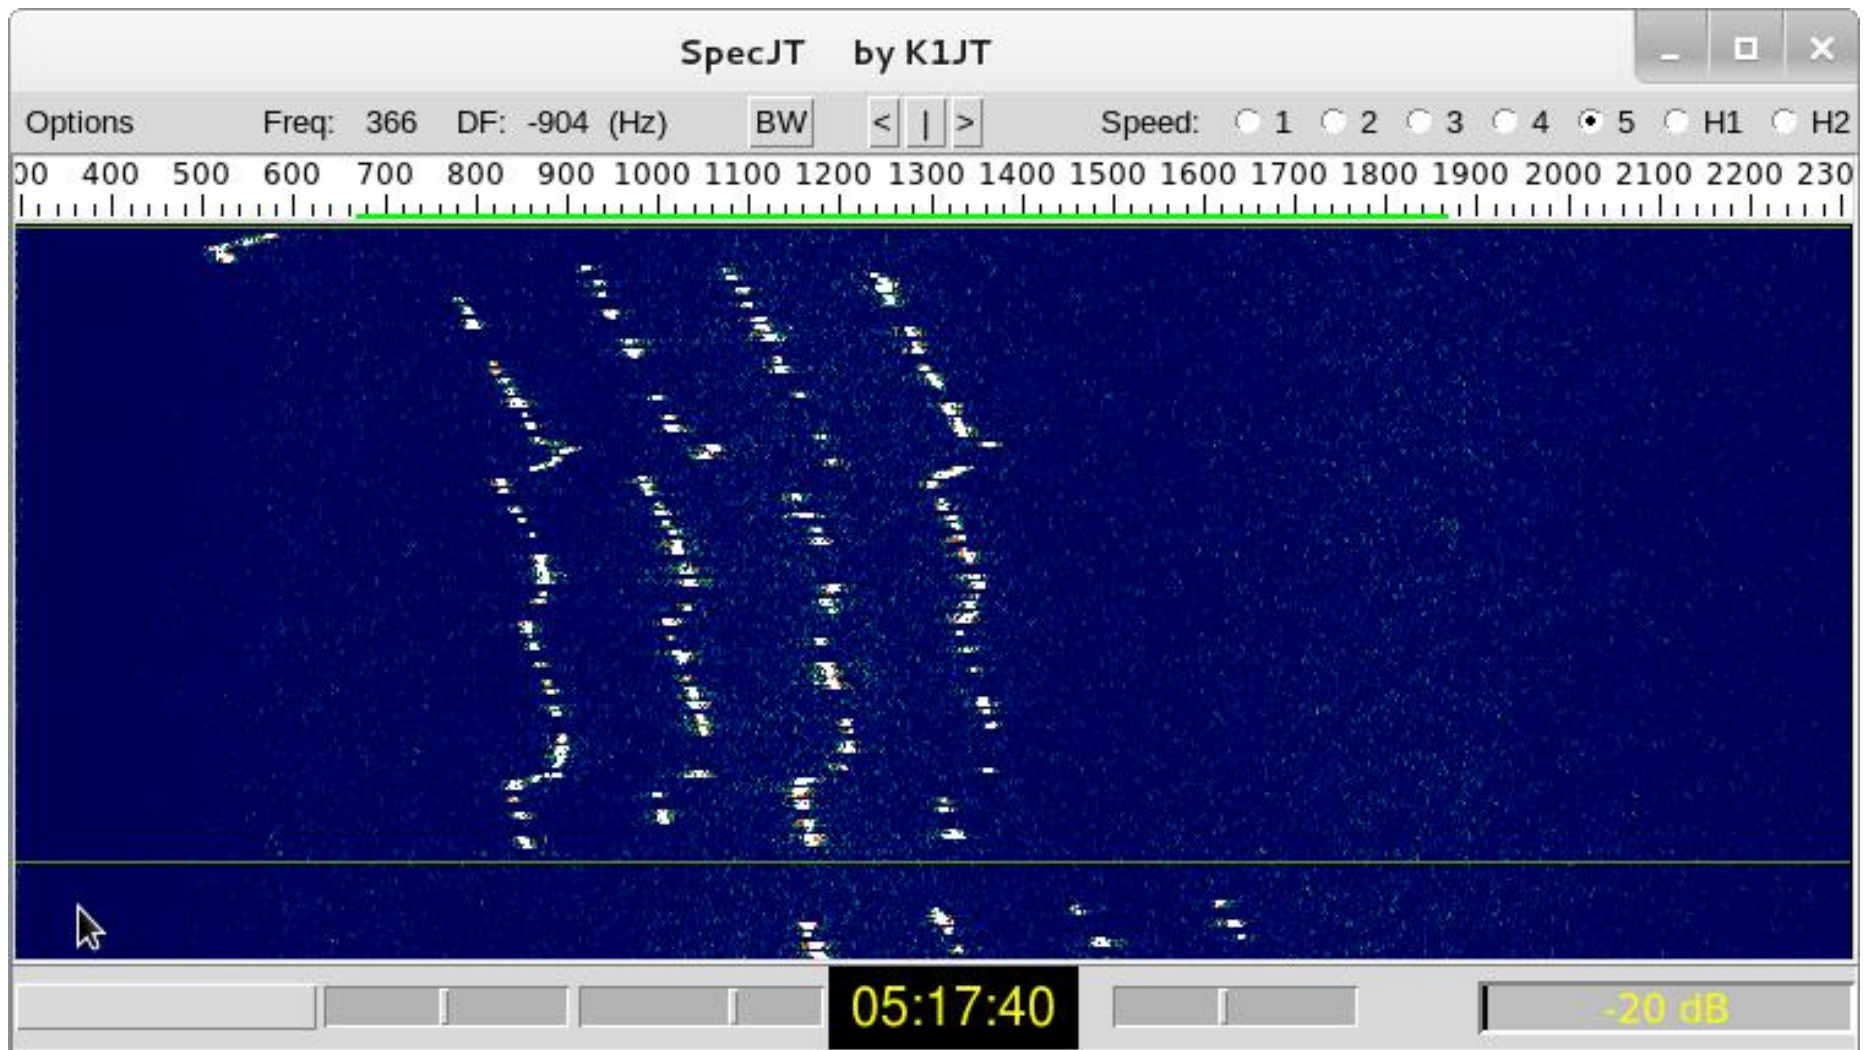 SpecJT by K1JT
Options Freq: 366 DF: -904 (Hz) BW < | > Speed: 1 2 3 4 5 H1 H2
00 400 500 600 700 800 900 1000 1100 1200 1300 1400 1500 1600 1700 1800 1900 2000 2100 2200 230
05:17:40 -20 dB